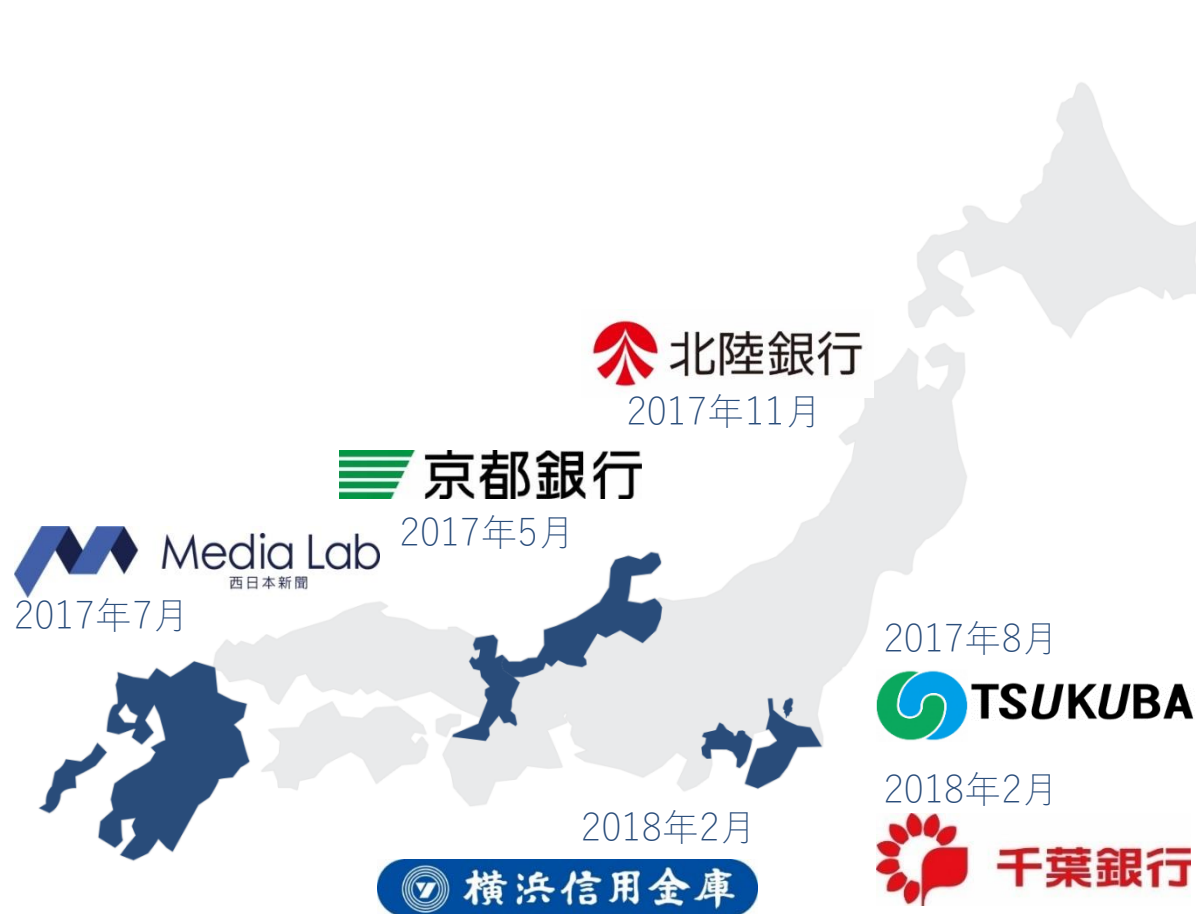 北陸銀行
2017年11月
京都銀行
2017年5月
Media Lab
西日本新聞
2017年7月
2017年8月
TSUKUBA
2018年2月
千葉銀行
2018年2月
横浜信用金庫